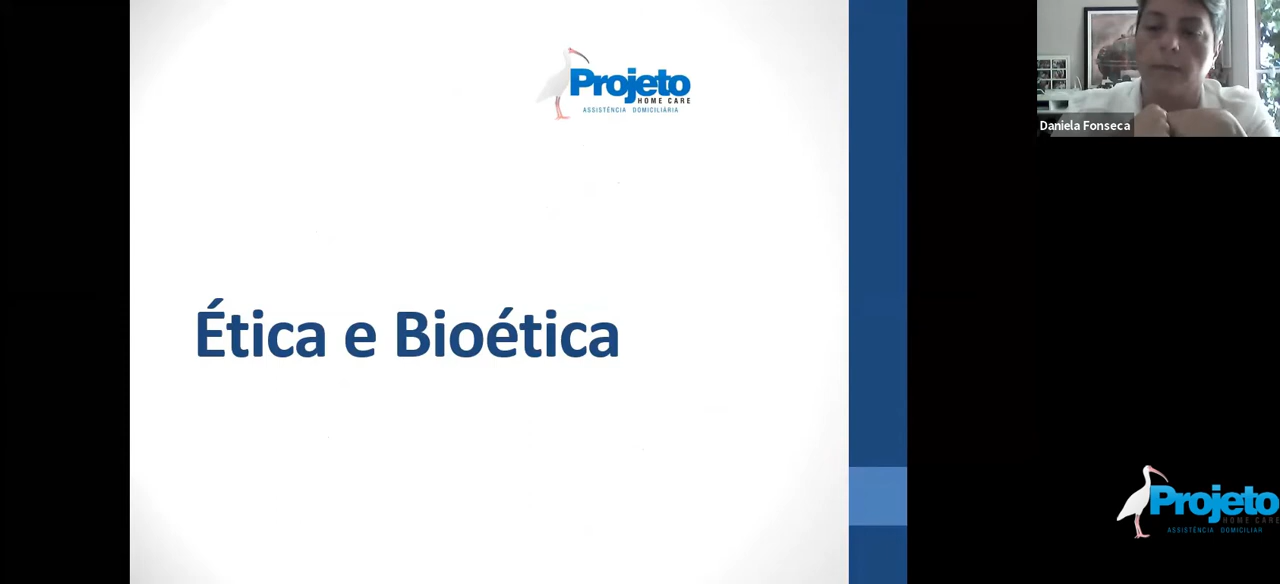 Projeto
HOME CARE
ASSISTÊNCIA DOMICILIÁRIA
Daniela Fonseca
Ética e Bioética
Projeto
HOME CARE
ASSISTÊNCIA DOMICILIAR